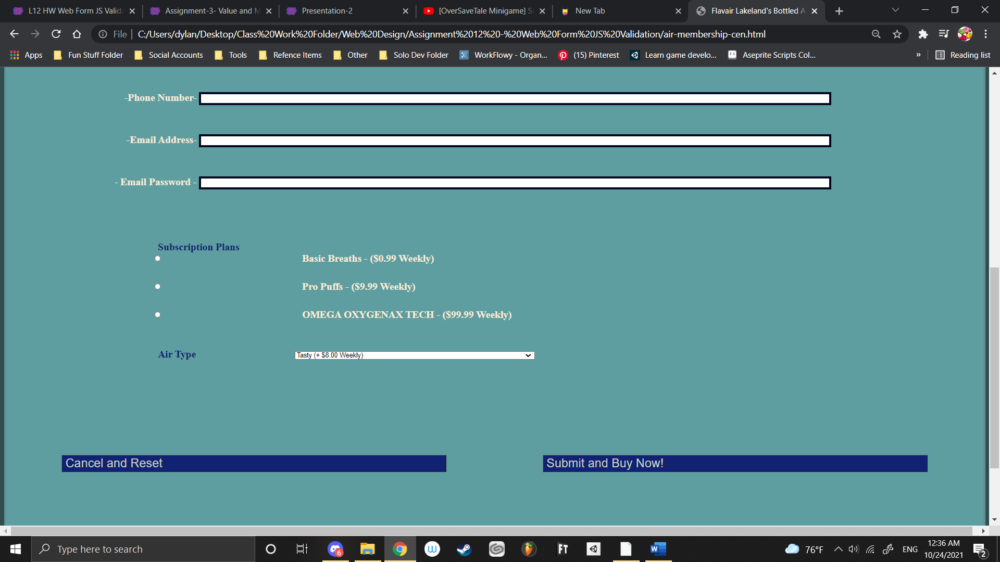 L12 HW Web Form JS Valida
Assignment-3- Value and M
Presentation-2
[OverSaveTale Minigame] S
New Tab
Flavair Lakeland's Bottled A
File
C:/Users/dylan/Desktop/Class%20Work%20Folder/Web%20Design/Assignment%2012%20-%20Web%20Form%20JS%20Validation/air-membership-cen.html
Apps
Fun Stuff Folder
Social Accounts
Tools
Refence Items
Other
Solo Dev Folder
WorkFlowy - Organ...
(15) Pinterest
Learn game develo...
Aseprite Scripts Col...
»
Reading list
-Phone Number-
-Email Address-
- Email Password -
Subscription Plans
Basic Breaths - ($0.99 Weekly)
Pro Puffs - ($9.99 Weekly)
OMEGA OXYGENAX TECH - ($99.99 Weekly)
Air Type
Tasty (+ $8.00 Weekly)
Cancel and Reset
Submit and Buy Now!
Type here to search
6
FT
76°F
ENG
12:36 AM
10/24/2021
2